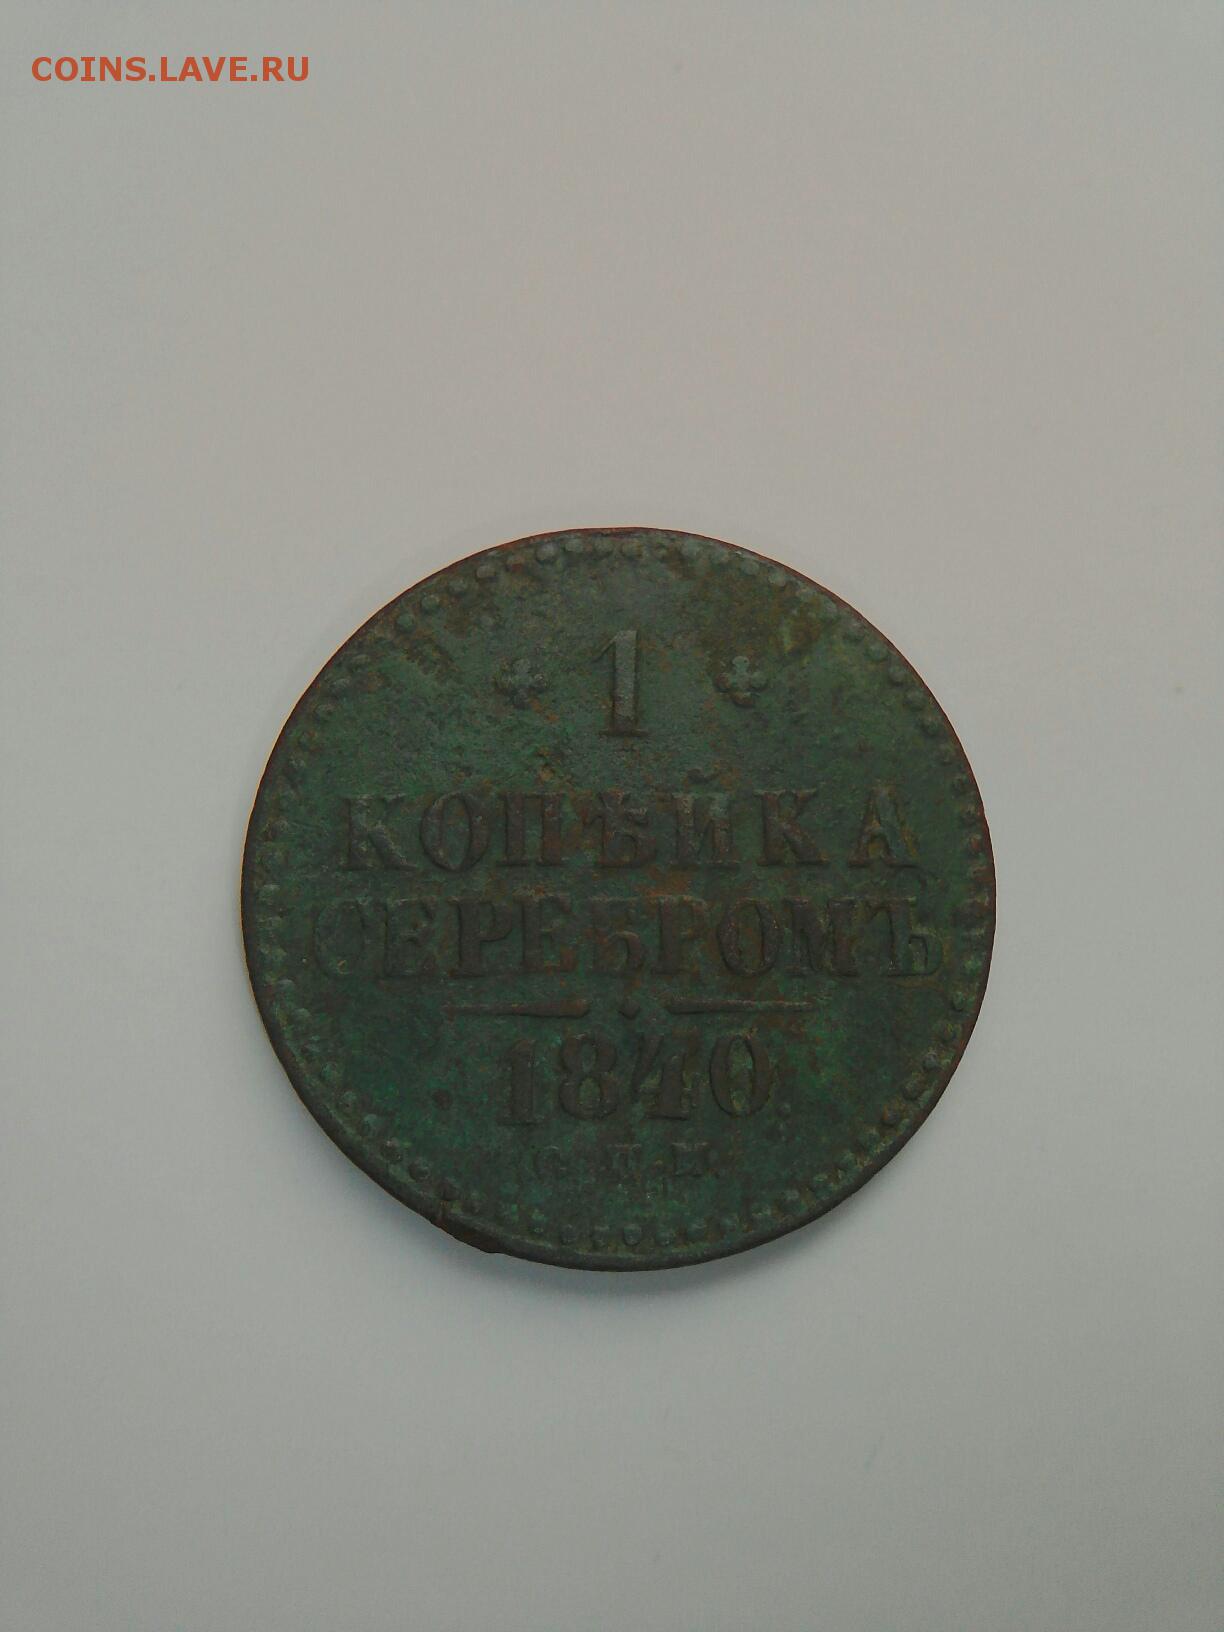 COINS.LAVE.RU
1
КОПѢЙКА
СЕРЕБРОМЪ
1840
С. П. М.